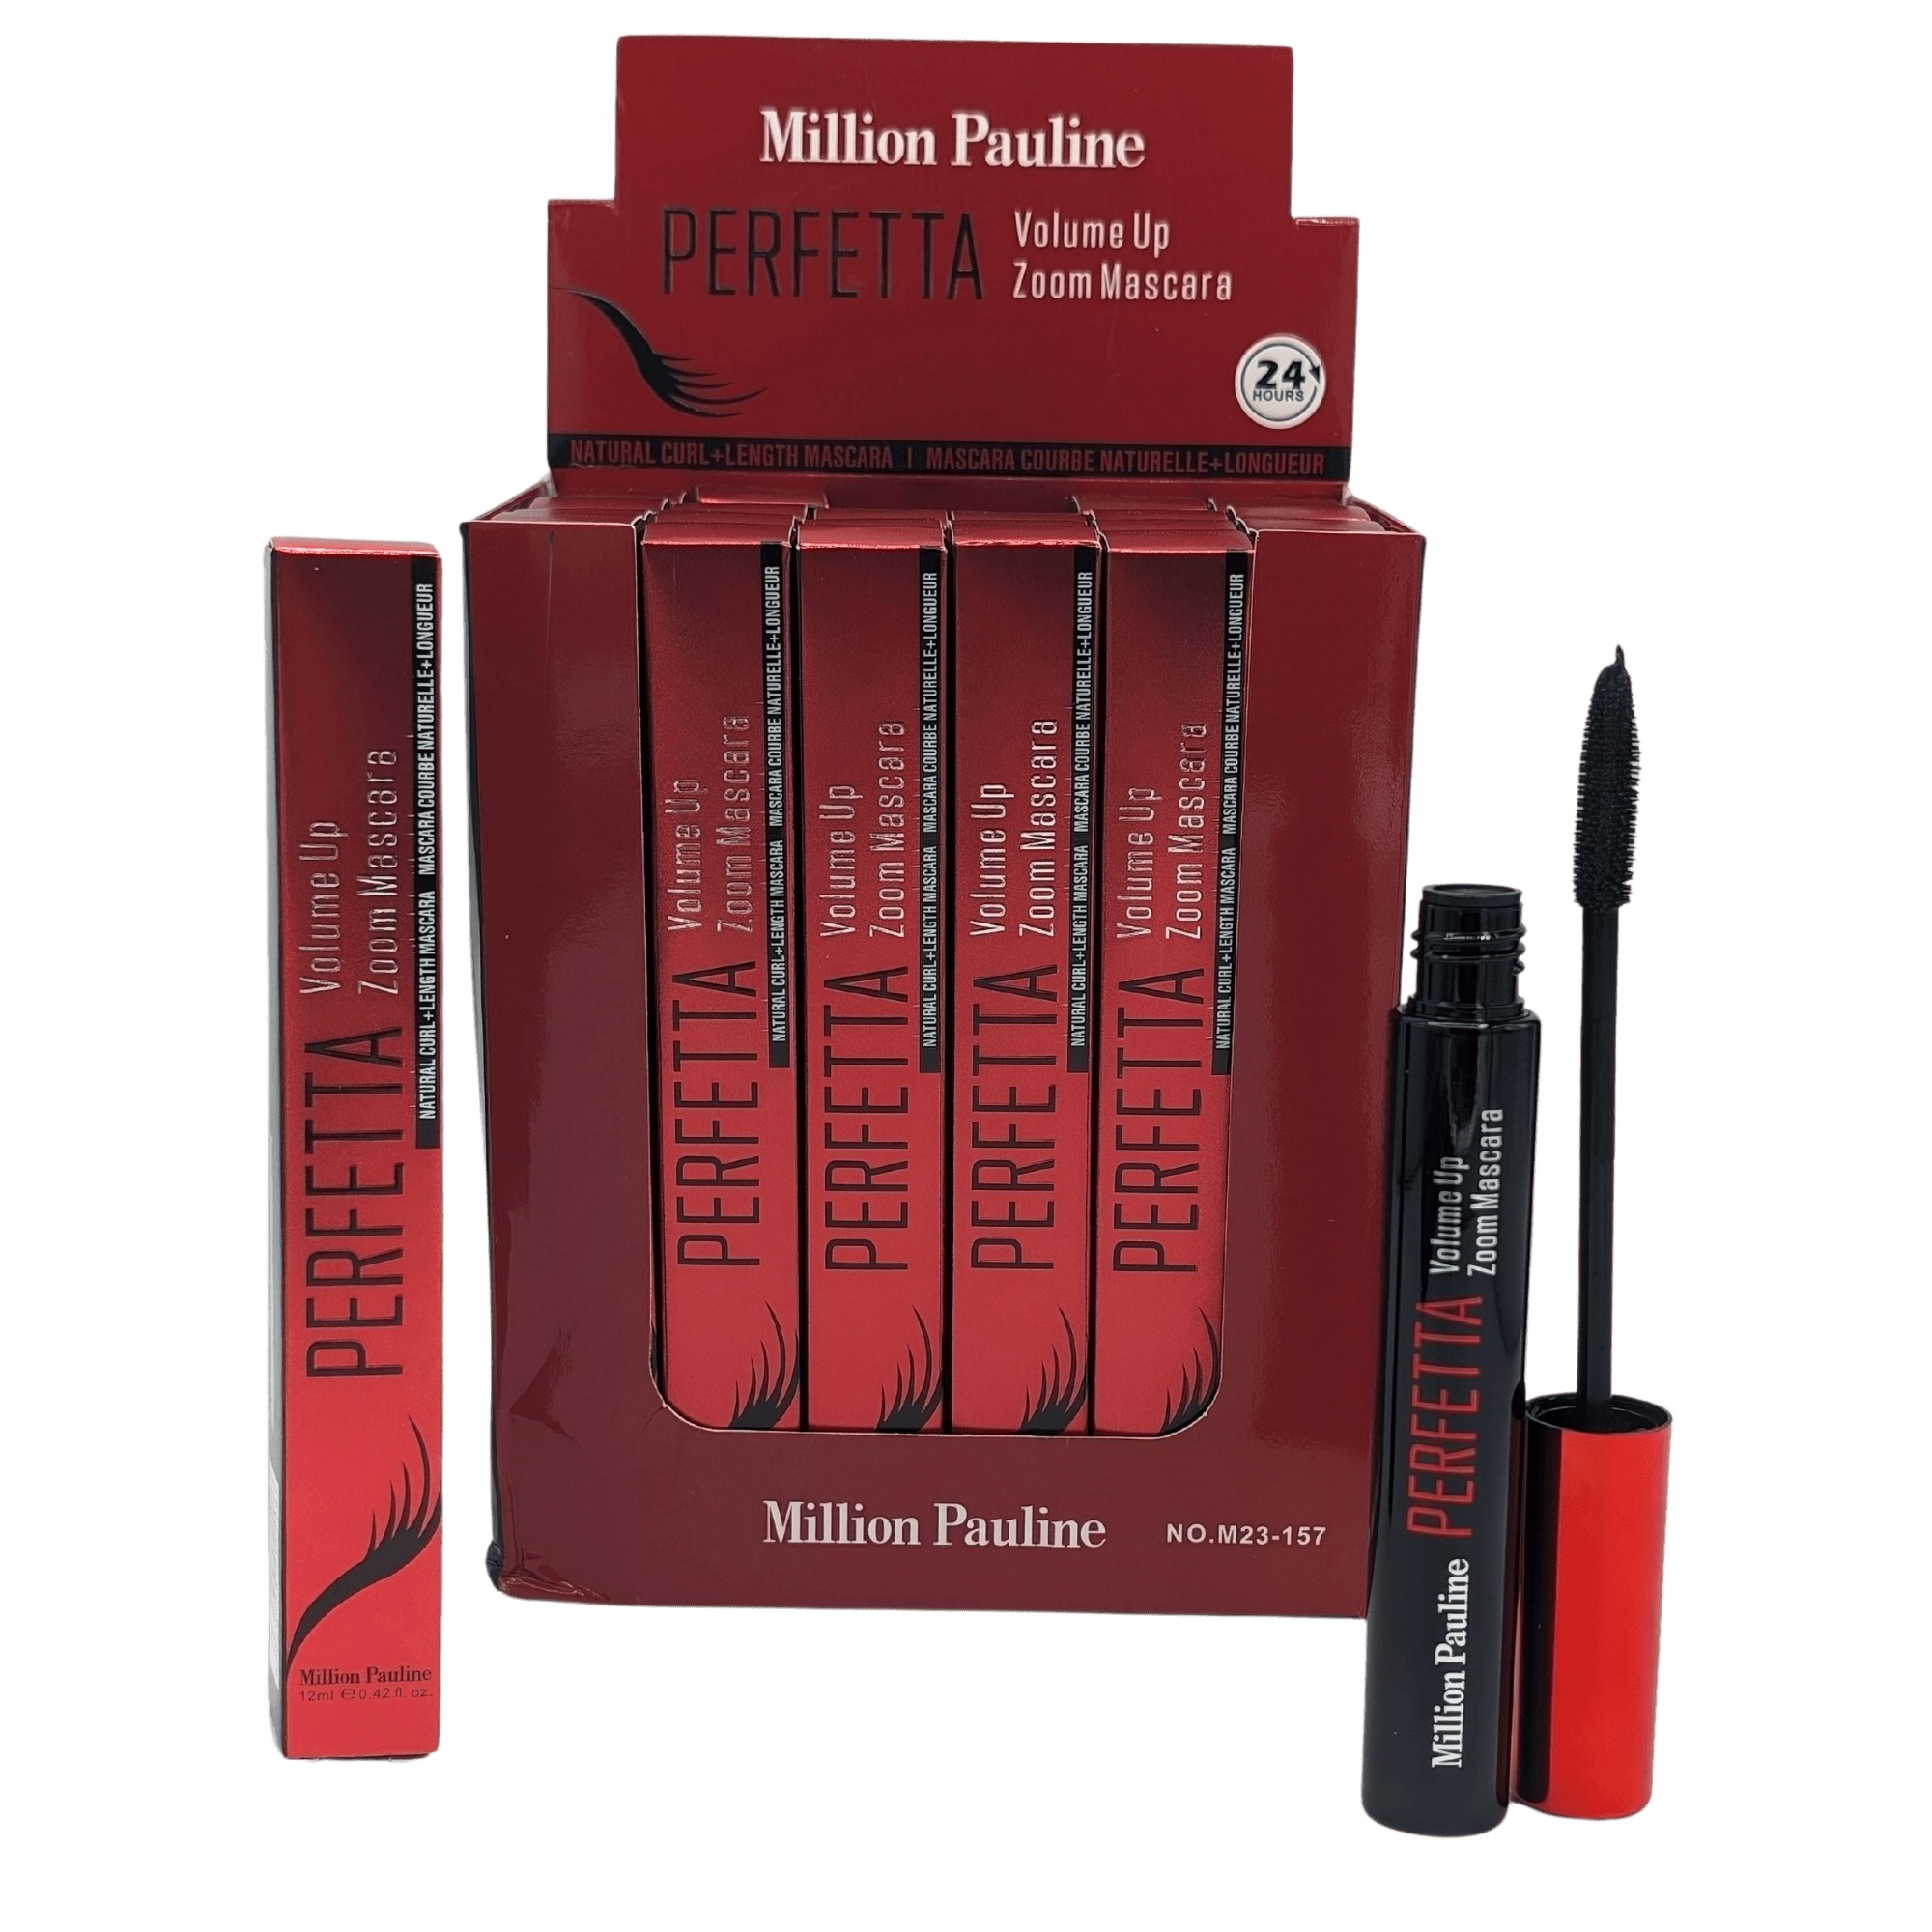 Million Pauline
PERFETTA
Volume Up
Zoom Mascara
24
HOURS
NATURAL CURL+LENGTH MASCARA | MASCARA COURBE NATURELLE+LONGUEUR
NATURAL CURL+LENGTH MASCARA MASCARA COURBE NATURELLE+LONGUEUR
PERFETTA
Volume Up
Zoom Mascara
Million Pauline
12ml ℮0.42 fl. oz.
PERFETTA
Volume Up
Zoom Mascara
NATURAL CURL+LENGTH MASCARA MASCARA COURBE NATURELLE+LONGUEUR
PERFETTA
Volume Up
Zoom Mascara
NATURAL CURL+LENGTH MASCARA MASCARA COURBE NATURELLE+LONGUEUR
PERFETTA
Volume Up
Zoom Mascara
NATURAL CURL+LENGTH MASCARA MASCARA COURBE NATURELLE+LONGUEUR
PERFETTA
Volume Up
Zoom Mascara
NATURAL CURL+LENGTH MASCARA MASCARA COURBE NATURELLE+LONGUEUR
Million Pauline
NO.M23-157
Million Pauline
PERFETTA
Volume Up
Zoom Mascara